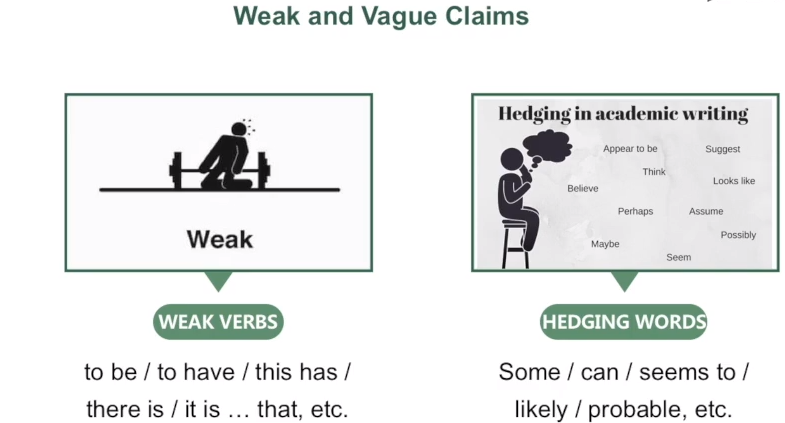 Weak and Vague Claims
Weak
WEAK VERBS
to be / to have / this has /
there is / it is … that, etc.
Hedging in academic writing
Appear to be
Suggest
Think
Looks like
Believe
Perhaps
Assume
Possibly
Maybe
Seem
HEDGING WORDS
Some / can / seems to /
likely / probable, etc.